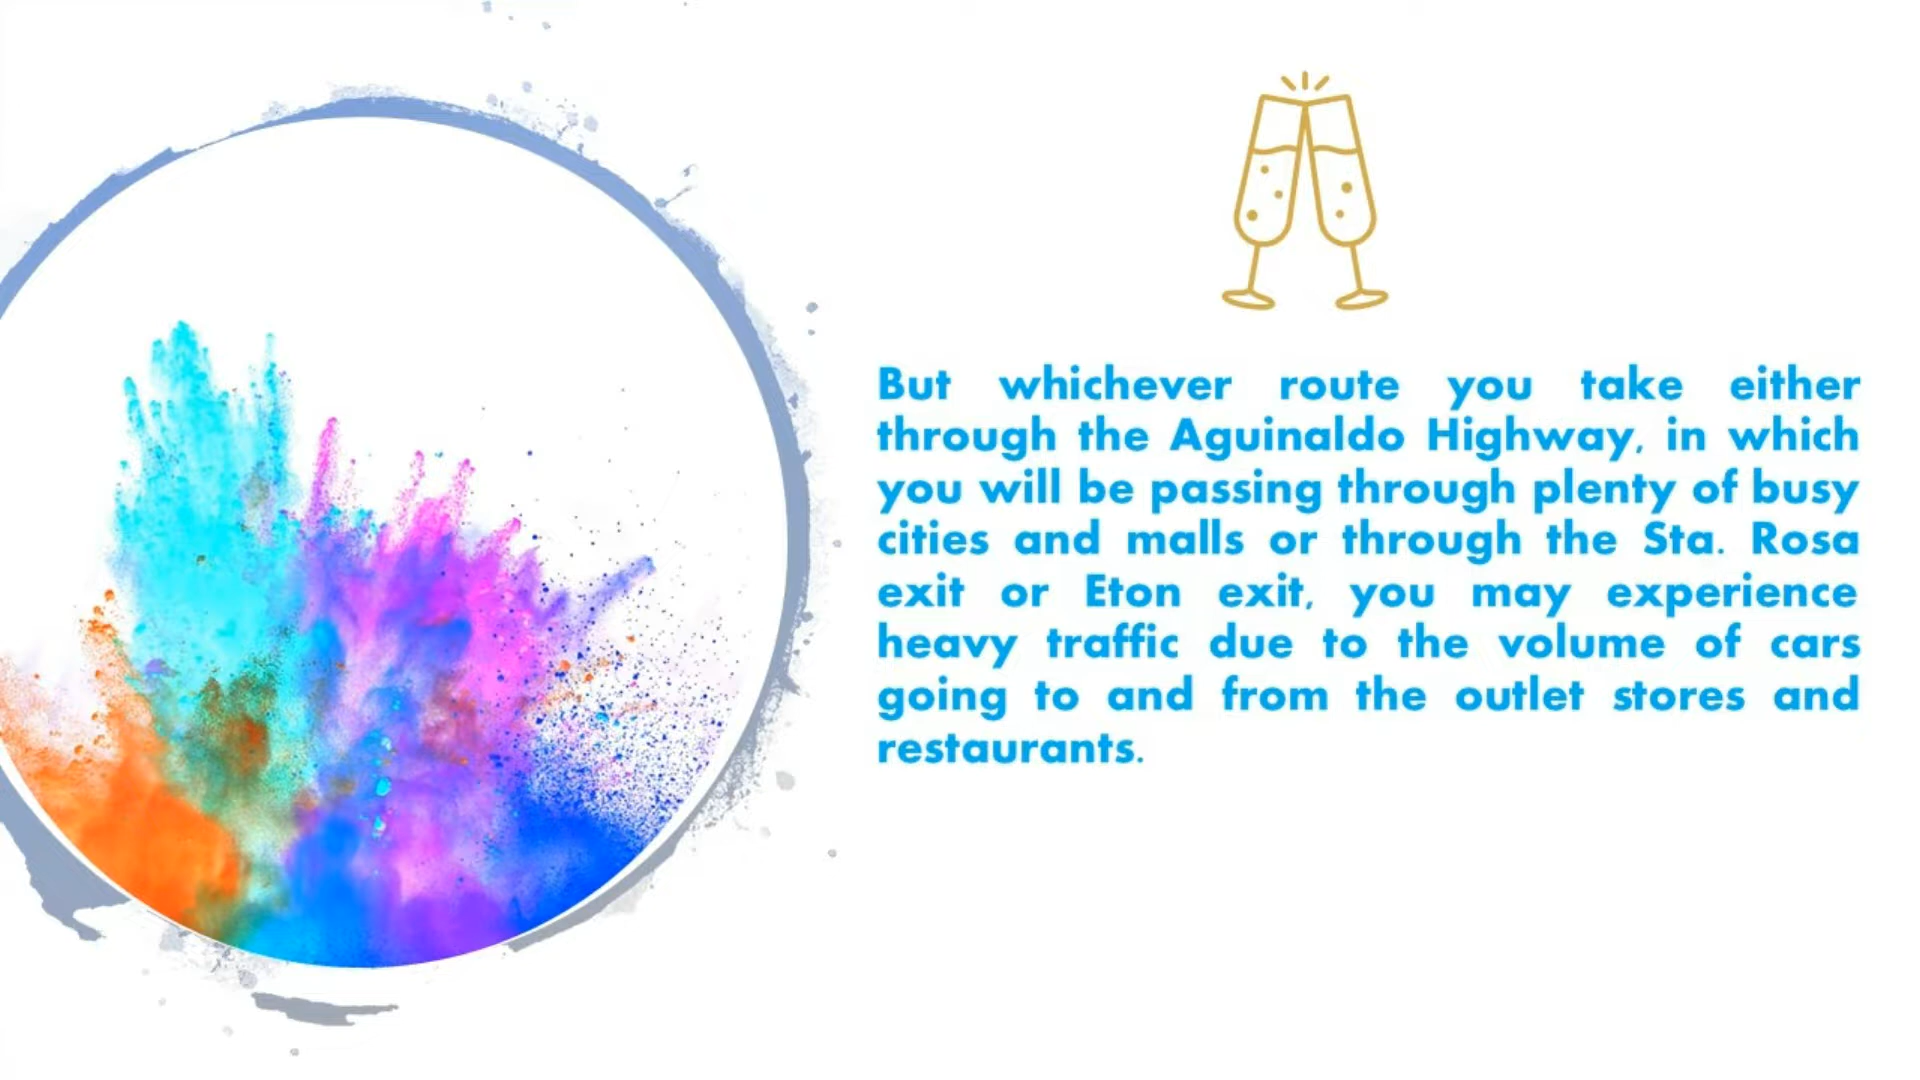 But whichever route you take either
through the Aguinaldo Highway, in which
you will be passing through plenty of busy
cities and malls or through the Sta. Rosa
exit or Eton exit, you may experience
heavy traffic due to the volume of cars
going to and from the outlet stores and
restaurants.